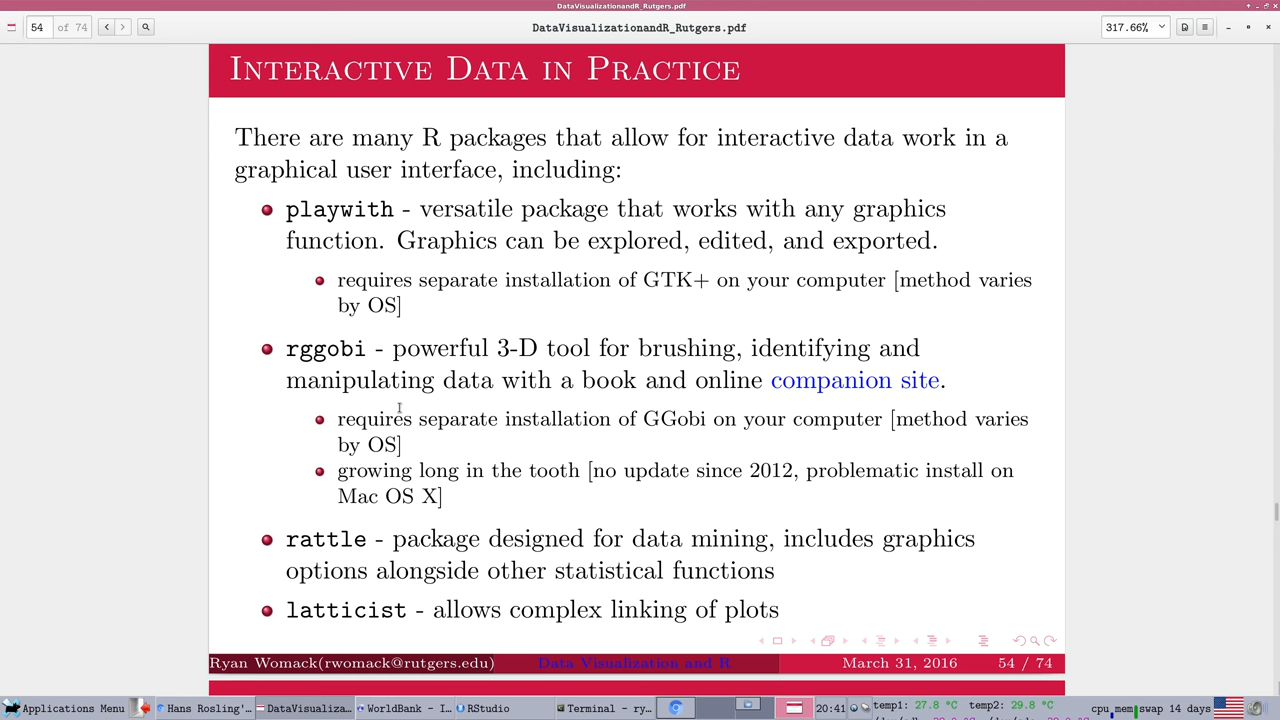 DataVisualizationandR_Rutgers.pdf
54 of 74
DataVisualizationandR_Rutgers.pdf
317.66%
INTERACTIVE DATA IN PRACTICE
There are many R packages that allow for interactive data work in a
graphical user interface, including:
playwith - versatile package that works with any graphics
function. Graphics can be explored, edited, and exported.
requires separate installation of GTK+ on your computer [method varies
by OS]
rggobi - powerful 3-D tool for brushing, identifying and
manipulating data with a book and online companion site.
requires separate installation of GGobi on your computer [method varies
by OS]
growing long in the tooth [no update since 2012, problematic install on
Mac OS X]
rattle - package designed for data mining, includes graphics
options alongside other statistical functions
latticist - allows complex linking of plots
Ryan Womack(rwomack@rutgers.edu) Data Visualization and R March 31, 2016 54 / 74
Applications Menu Hans Rosling'... DataVisualiza... WorldBank - I... RStudio Terminal - ry... 20:41 temp1: 27.8 °C temp2: 29.8 °C cpu mem swap 14 days